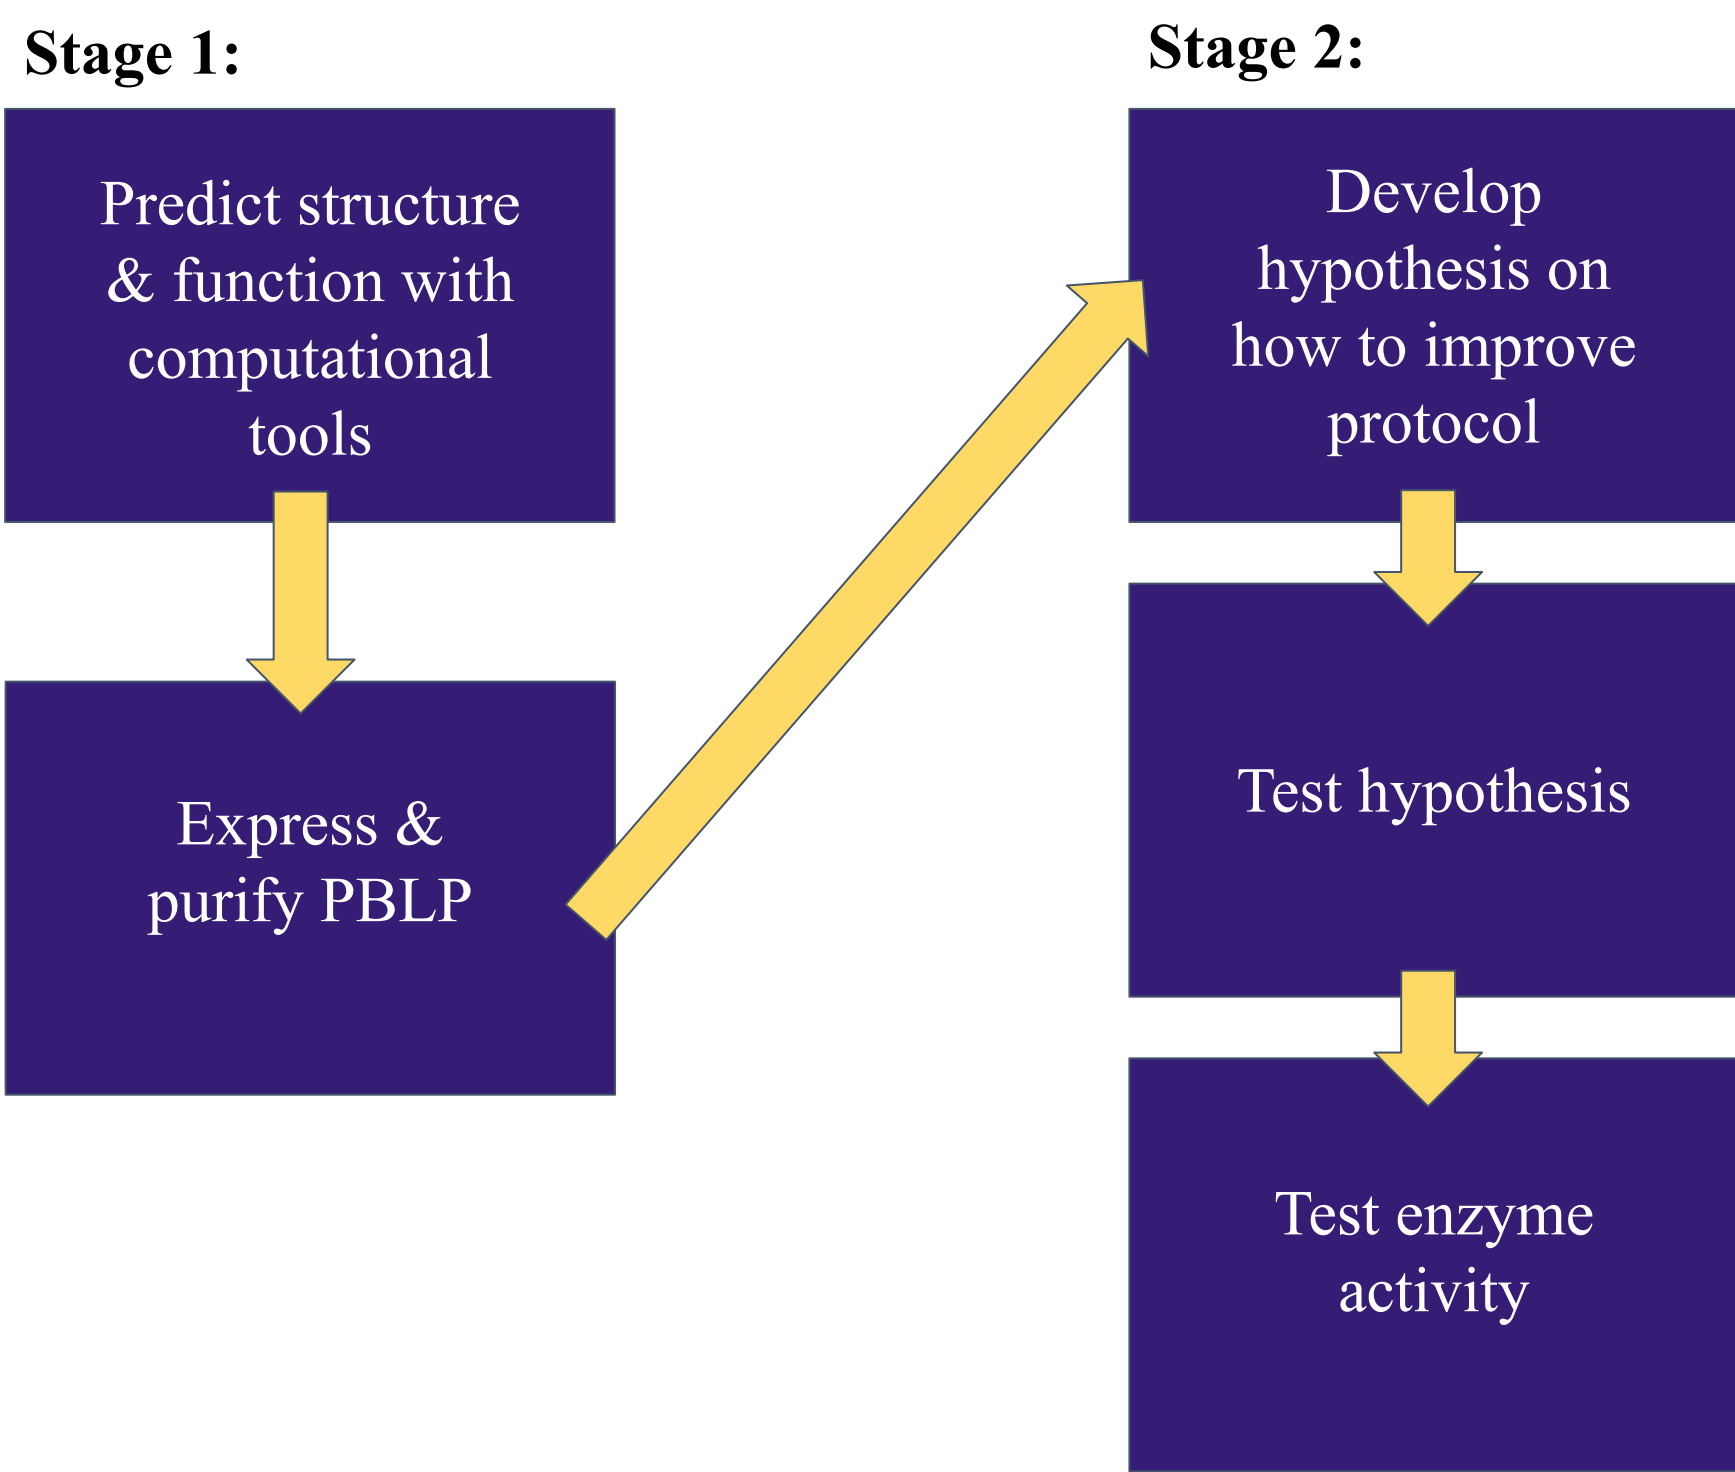 Stage 1:
Predict structure
& function with
computational
tools
Express &
purify PBLP
Stage 2:
Develop
hypothesis on
how to improve
protocol
Test hypothesis
Test enzyme
activity